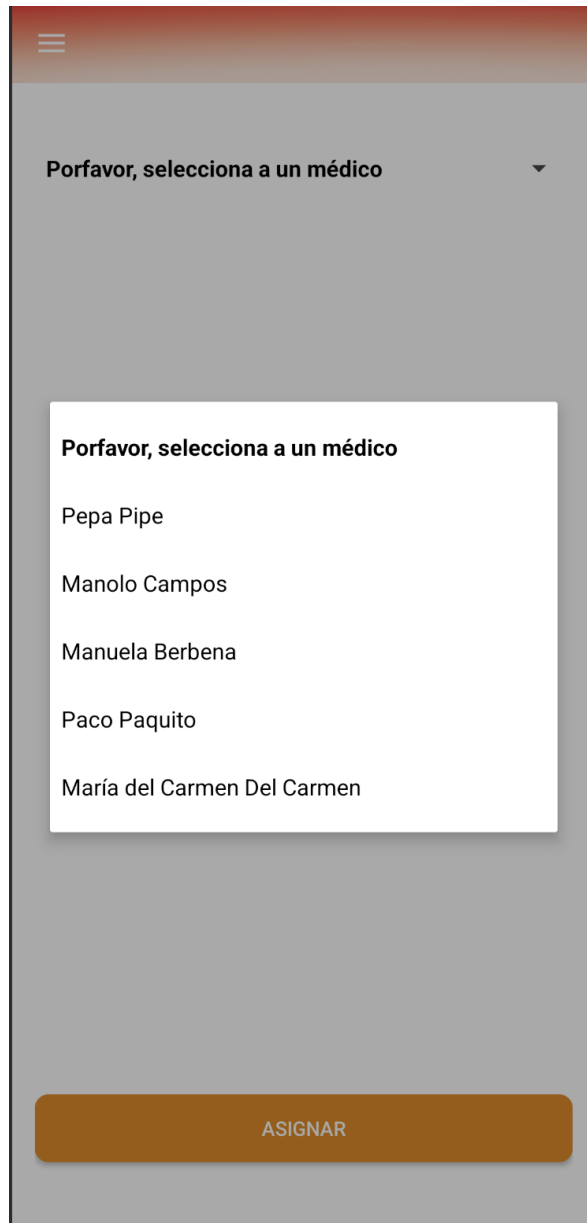 Porfavor, selecciona a un médico
Porfavor, selecciona a un médico
Pepa Pipe
Manolo Campos
Manuela Berbena
Paco Paquito
María del Carmen Del Carmen
ASIGNAR